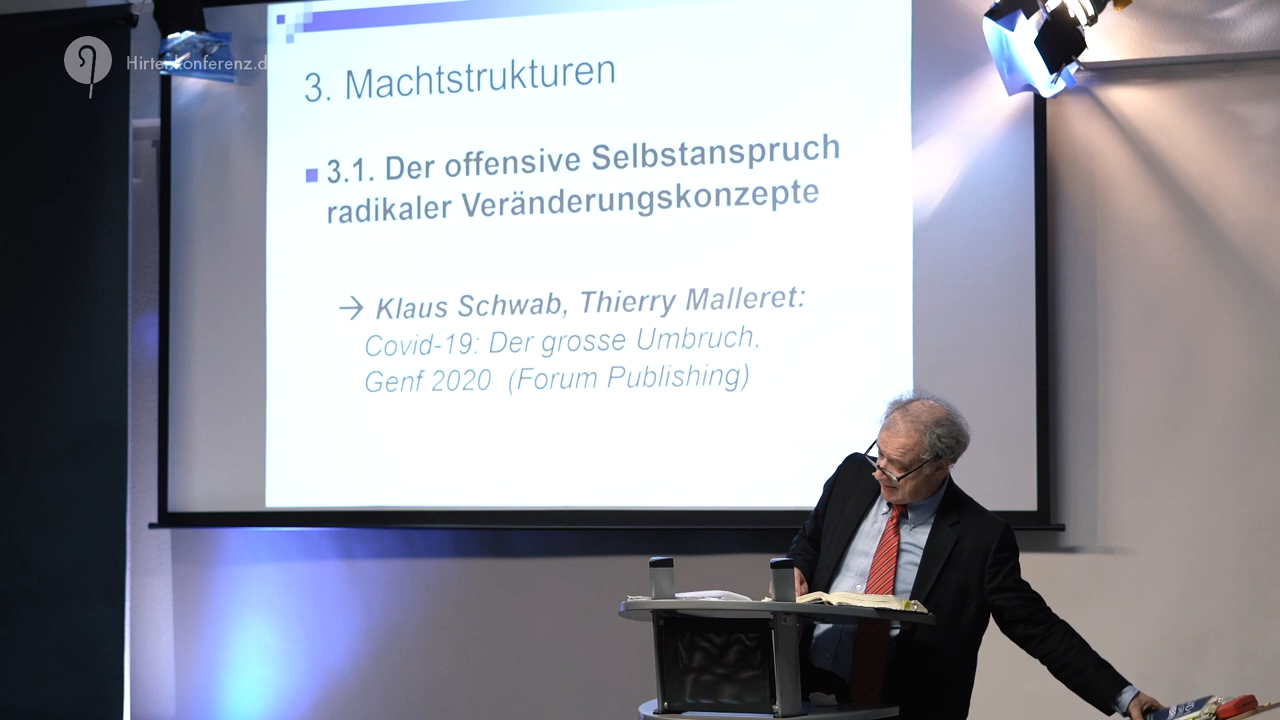 Hirtenkonferenz.d
3. Machtstrukturen
3.1. Der offensive Selbstanspruch
radikaler Veränderungskonzepte
→ Klaus Schwab, Thierry Malleret:
Covid-19: Der grosse Umbruch.
Genf 2020 (Forum Publishing)